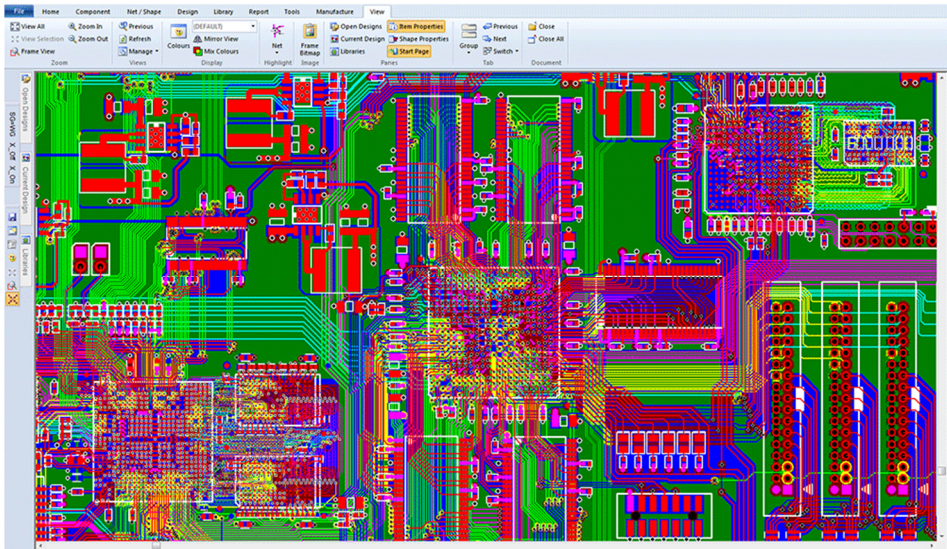 File Home Component Net / Shape Design Library Report Tools Manufacture View
View All Zoom In Previous (DEFAULT) Open Designs Item Properties Previous Close
View Selection Zoom Out Refresh Colours Mirror View Net Frame Bitmap Current Design Shape Properties Group Next Close All
Frame View Manage Mix Colours Libraries Start Page Switch
Zoom Views Display Highlight Image Panes Tab Document
Open Designs
Current Design
Libraries
X_Off X_On